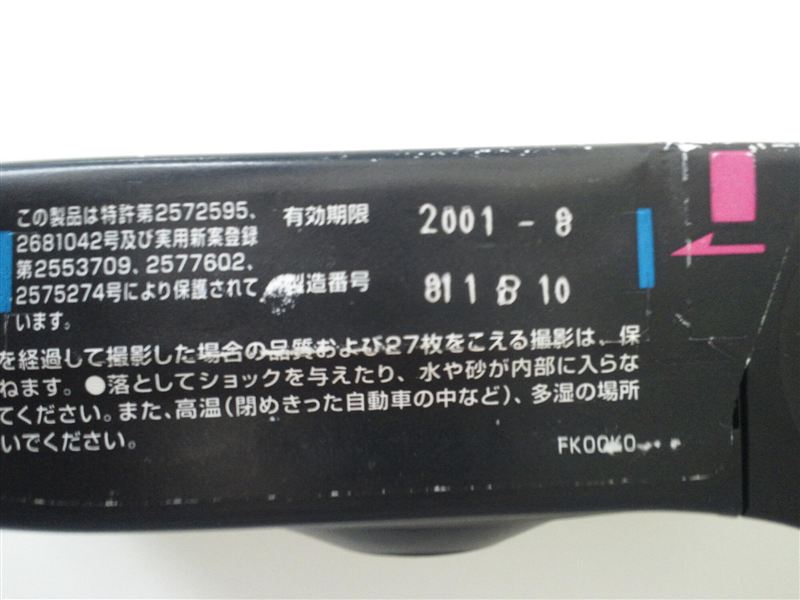 この製品は特許第2572595、
2681042号及び実用新案登録
第2553709、2577602、
2575274号により保護されて
います。
有効期限 2001 - 8
製造番号 811 B 10
を経過して撮影した場合の品質および27枚をこえる撮影は、保
ねます。●落としてショックを与えたり、水や砂が内部に入らな
てください。また、高温(閉めきった自動車の中など)、多湿の場所
いでください。